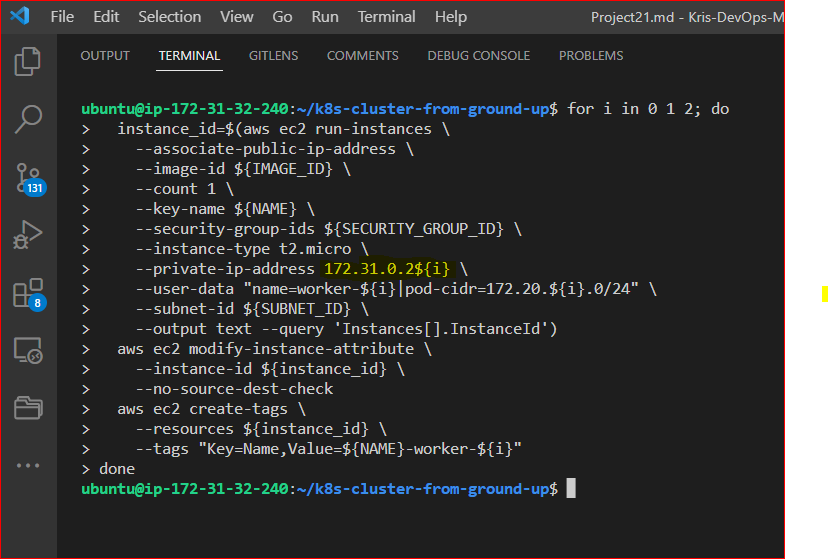 File Edit Selection View Go Run Terminal Help Project21.md - Kris-DevOps-M
OUTPUT TERMINAL GITLENS COMMENTS DEBUG CONSOLE PROBLEMS
ubuntu@ip-172-31-32-240:~/k8s-cluster-from-ground-up$ for i in 0 1 2; do
>   instance_id=$(aws ec2 run-instances \
>     --associate-public-ip-address \
>     --image-id ${IMAGE_ID} \
>     --count 1 \
>     --key-name ${NAME} \
>     --security-group-ids ${SECURITY_GROUP_ID} \
>     --instance-type t2.micro \
>     --private-ip-address 172.31.0.2${i} \
>     --user-data "name=worker-${i}|pod-cidr=172.20.${i}.0/24" \
>     --subnet-id ${SUBNET_ID} \
>     --output text --query 'Instances[].InstanceId')
>   aws ec2 modify-instance-attribute \
>     --instance-id ${instance_id} \
>     --no-source-dest-check
>   aws ec2 create-tags \
>     --resources ${instance_id} \
>     --tags "Key=Name,Value=${NAME}-worker-${i}"
> done
ubuntu@ip-172-31-32-240:~/k8s-cluster-from-ground-up$
131
8